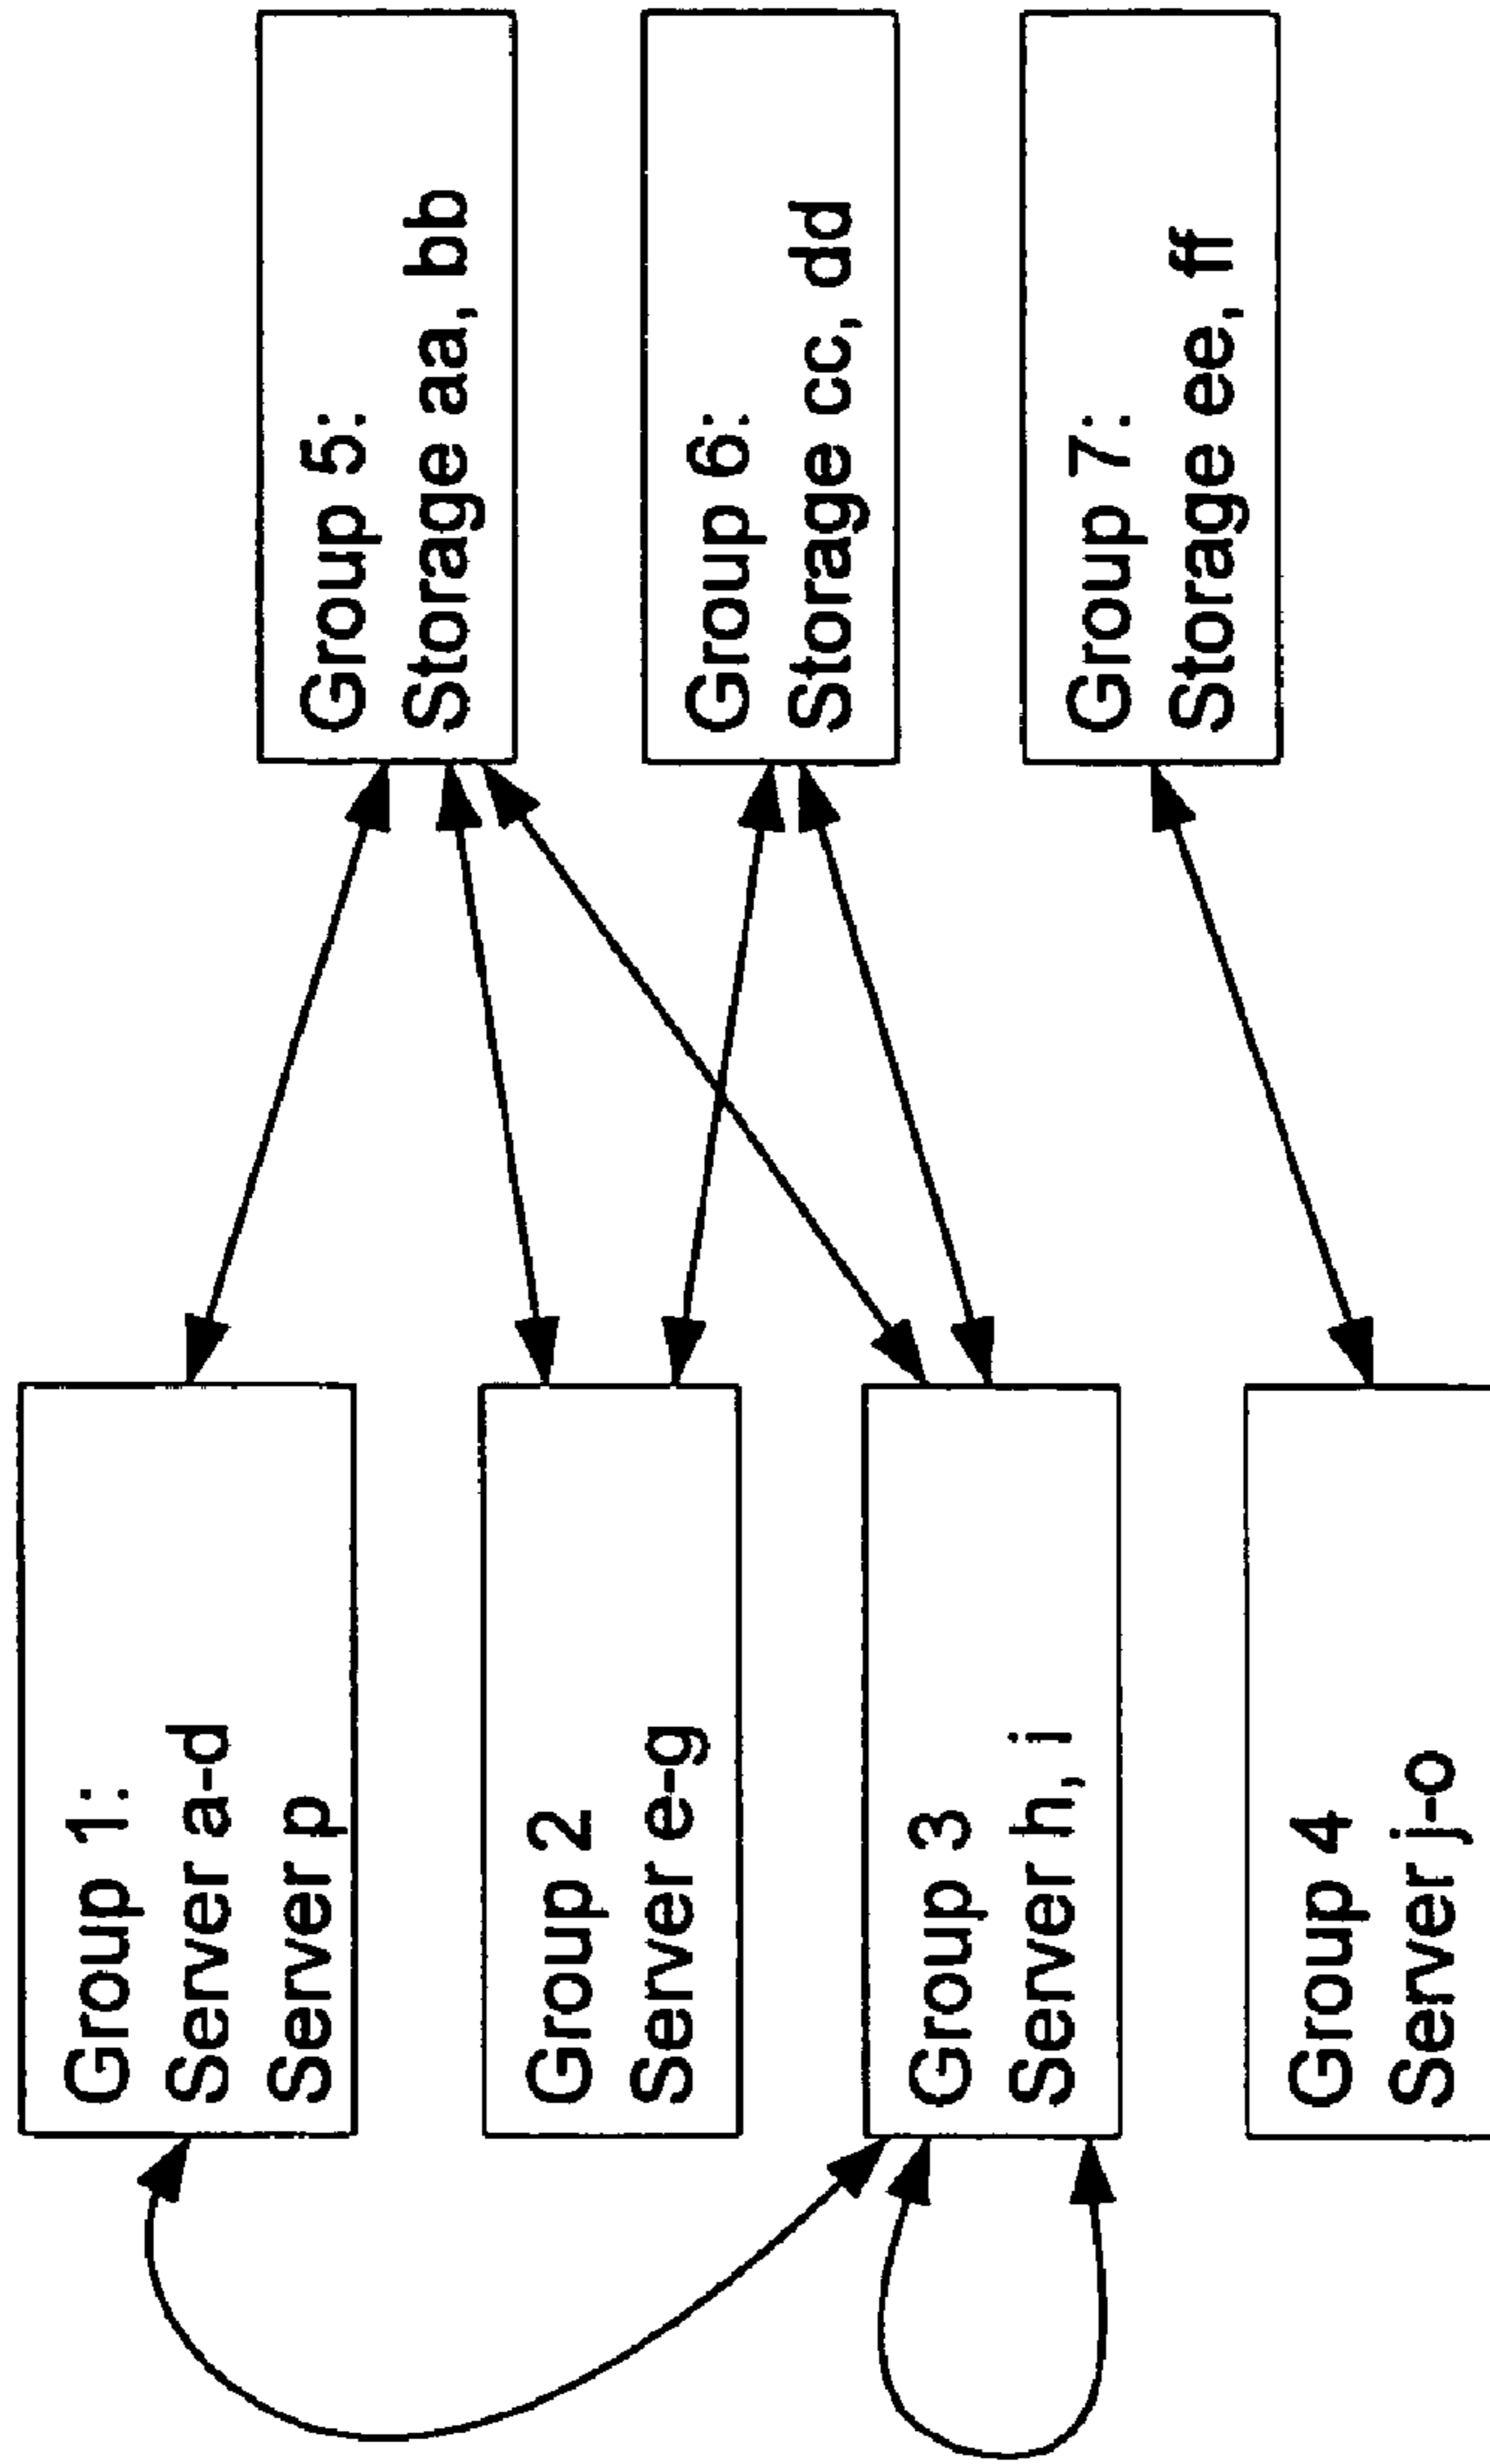 Group 1:
Server a-d
Server p
Group 2
Server e-g
Group 3
Server h, i
Group 4
Server j-o
Group 5:
Storage aa, bb
Group 6:
Storage cc, dd
Group 7:
Storage ee, ff